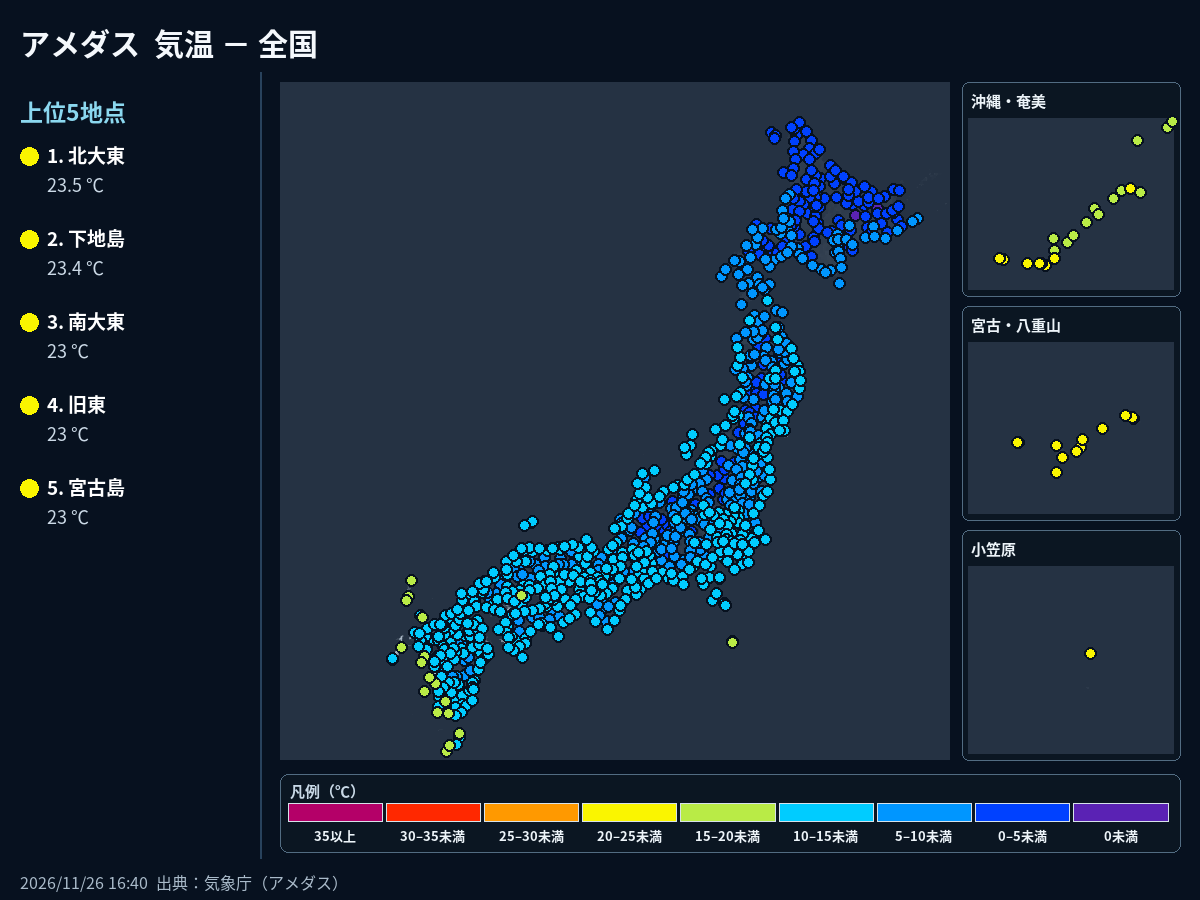 アメダス 気温 － 全国
上位5地点
1. 北大東
23.5 ℃
2. 下地島
23.4 ℃
3. 南大東
23 ℃
4. 旧東
23 ℃
5. 宮古島
23 ℃
沖縄・奄美
宮古・八重山
小笠原
凡例（℃）
35以上
30–35未満
25–30未満
20–25未満
15–20未満
10–15未満
5–10未満
0–5未満
0未満
2026/11/26 16:40 出典：気象庁（アメダス）